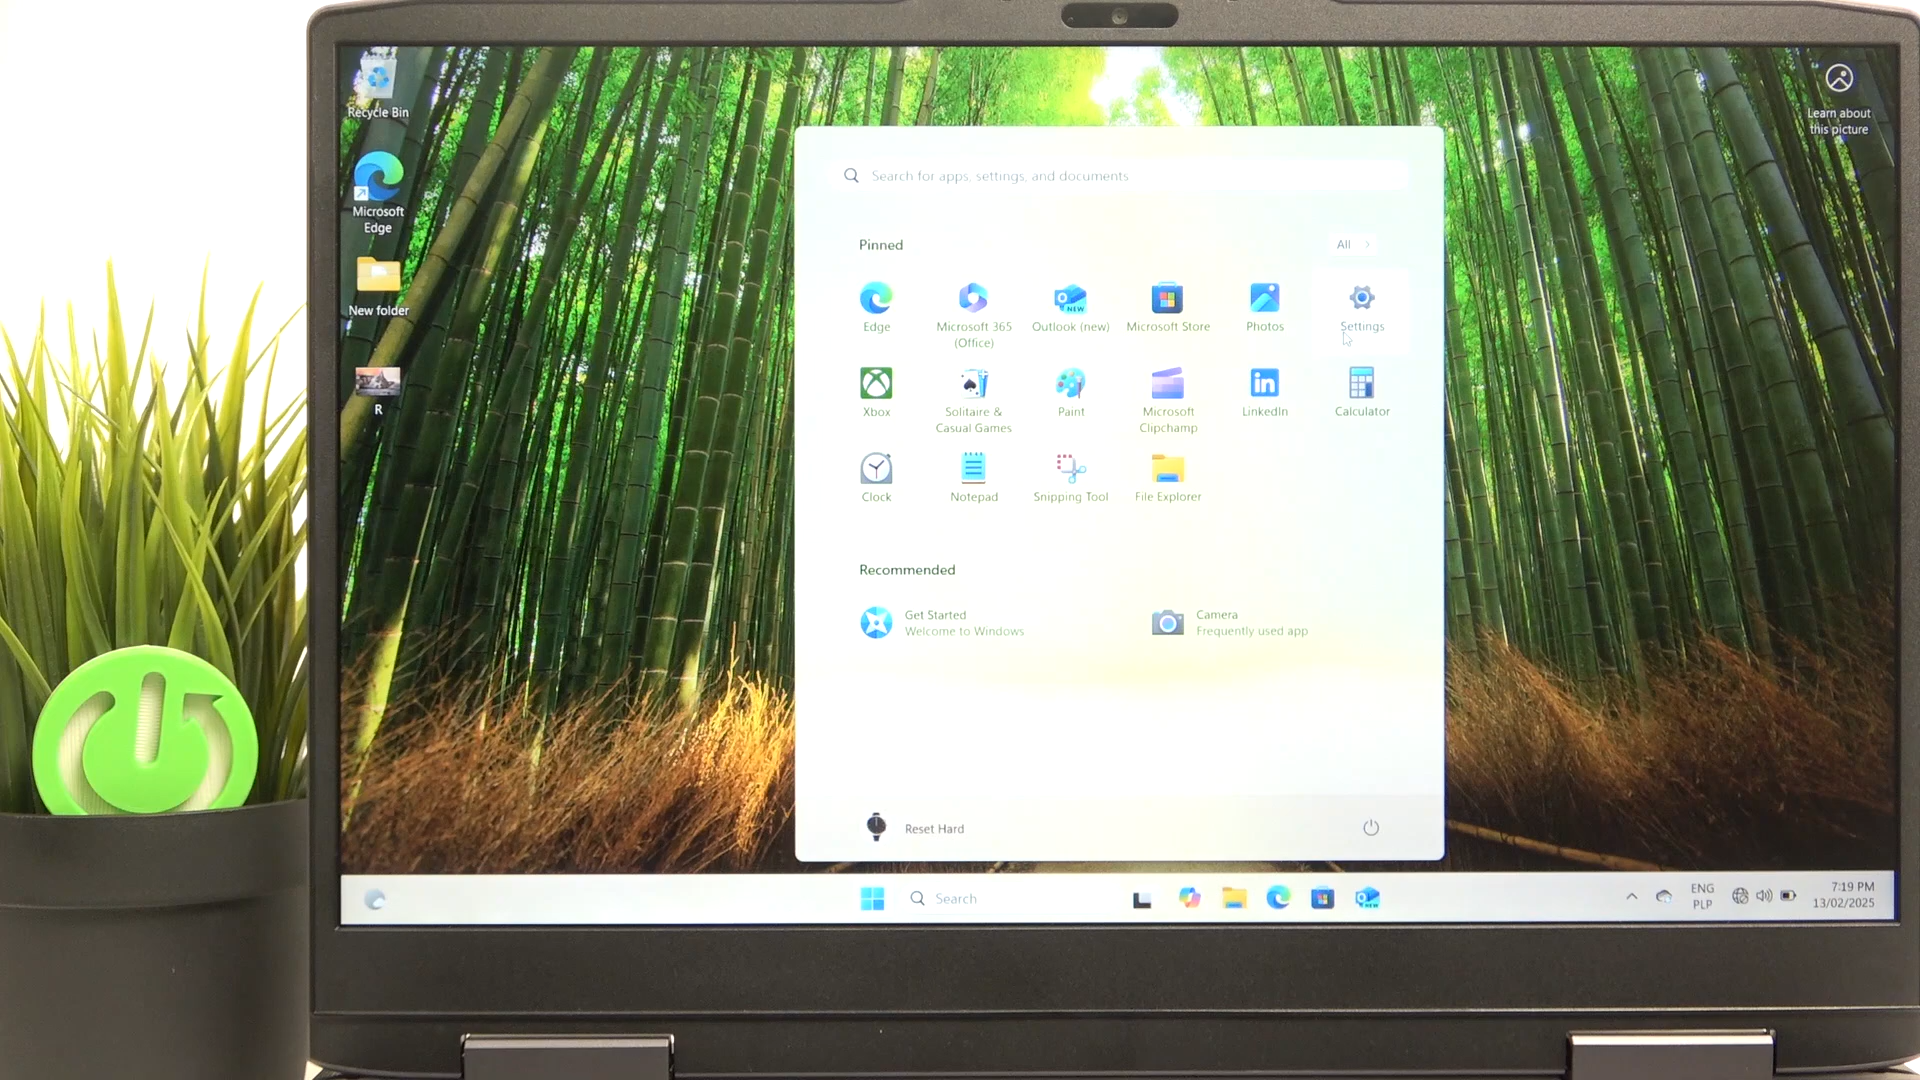 Recycle Bin
Microsoft
Edge
New folder
R
Learn about
this picture
Search for apps, settings, and documents
Pinned
All
Edge
Microsoft 365
(Office)
Outlook (new)
Microsoft Store
Photos
Settings
Xbox
Solitaire &
Casual Games
Paint
Microsoft
Clipchamp
LinkedIn
Calculator
Clock
Notepad
Snipping Tool
File Explorer
Recommended
Get Started
Welcome to Windows
Camera
Frequently used app
Reset Hard
Search
ENG
PLP
7:19 PM
13/02/2025